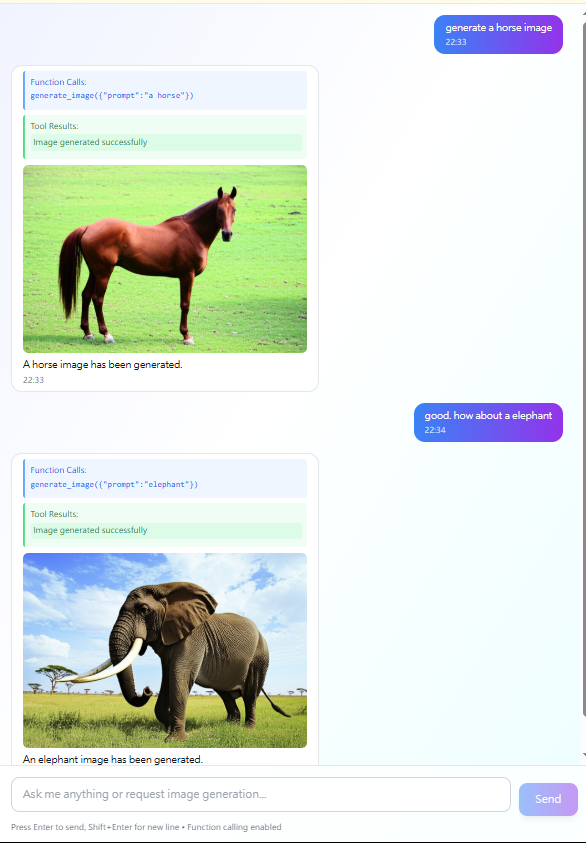 generate a horse image
22:33
Function Calls:
generate_image({"prompt":"a horse"})
Tool Results:
Image generated successfully
A horse image has been generated.
22:33
good. how about a elephant
22:34
Function Calls:
generate_image({"prompt":"elephant"})
Tool Results:
Image generated successfully
An elephant image has been generated.
Ask me anything or request image generation...
Send
Press Enter to send, Shift+Enter for new line • Function calling enabled